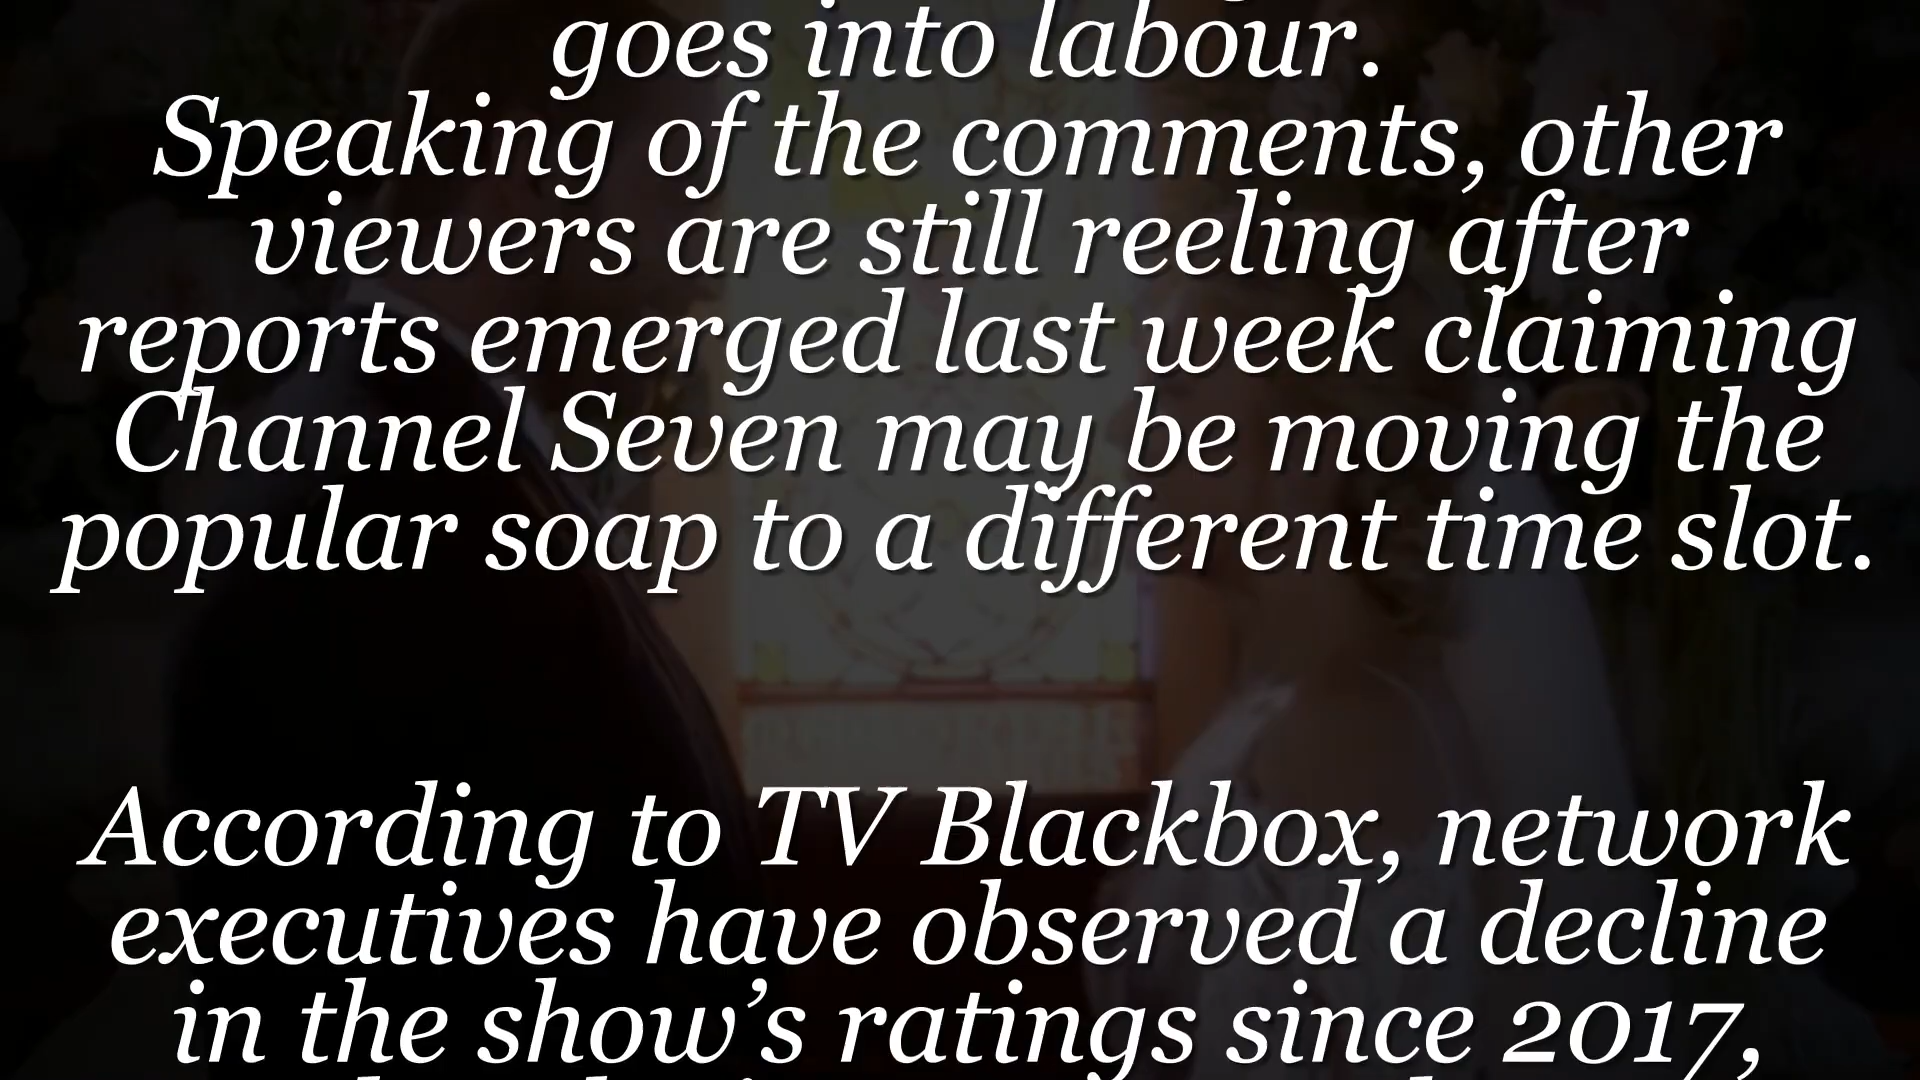 goes into labour.
Speaking of the comments, other
viewers are still reeling after
reports emerged last week claiming
Channel Seven may be moving the
popular soap to a different time slot.
According to TV Blackbox, network
executives have observed a decline
in the show’s ratings since 2017,